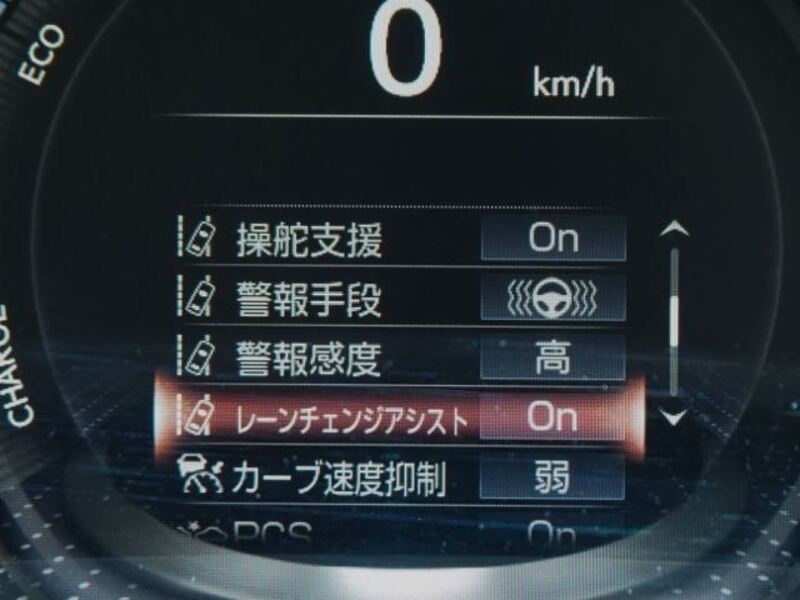 ECO
0
km/h
操舵支援 On
警報手段
警報感度 高
レーンチェンジアシスト On
カーブ速度抑制 弱
PCS On
CHARGE